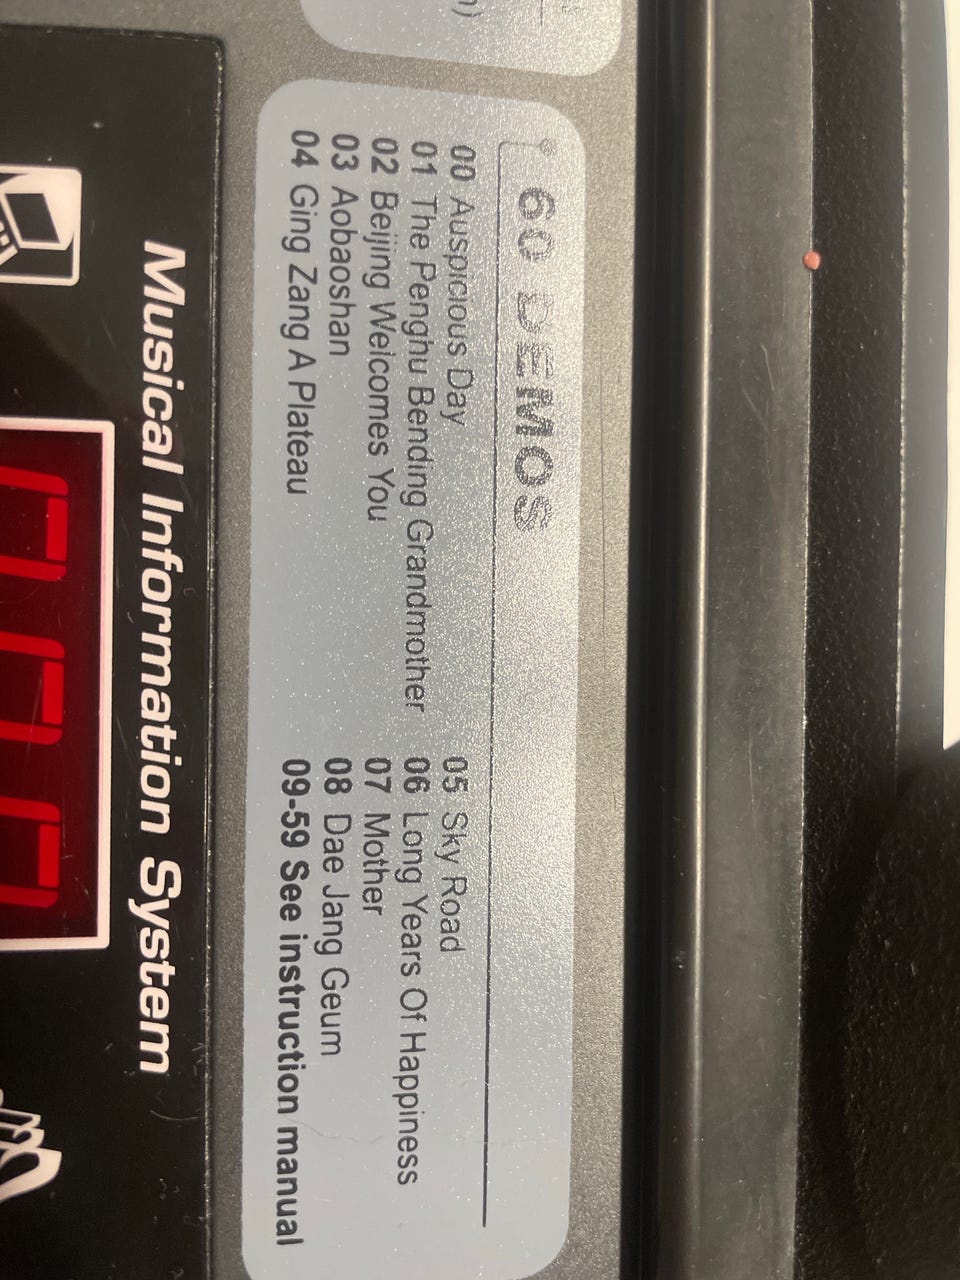 60 DEMOS
00 Auspicious Day
01 The Penghu Bending Grandmother
02 Beijing Welcomes You
03 Aobaoshan
04 Ging Zang A Plateau
05 Sky Road
06 Long Years Of Happiness
07 Mother
08 Dae Jang Geum
09-59 See instruction manual
Musical Information System